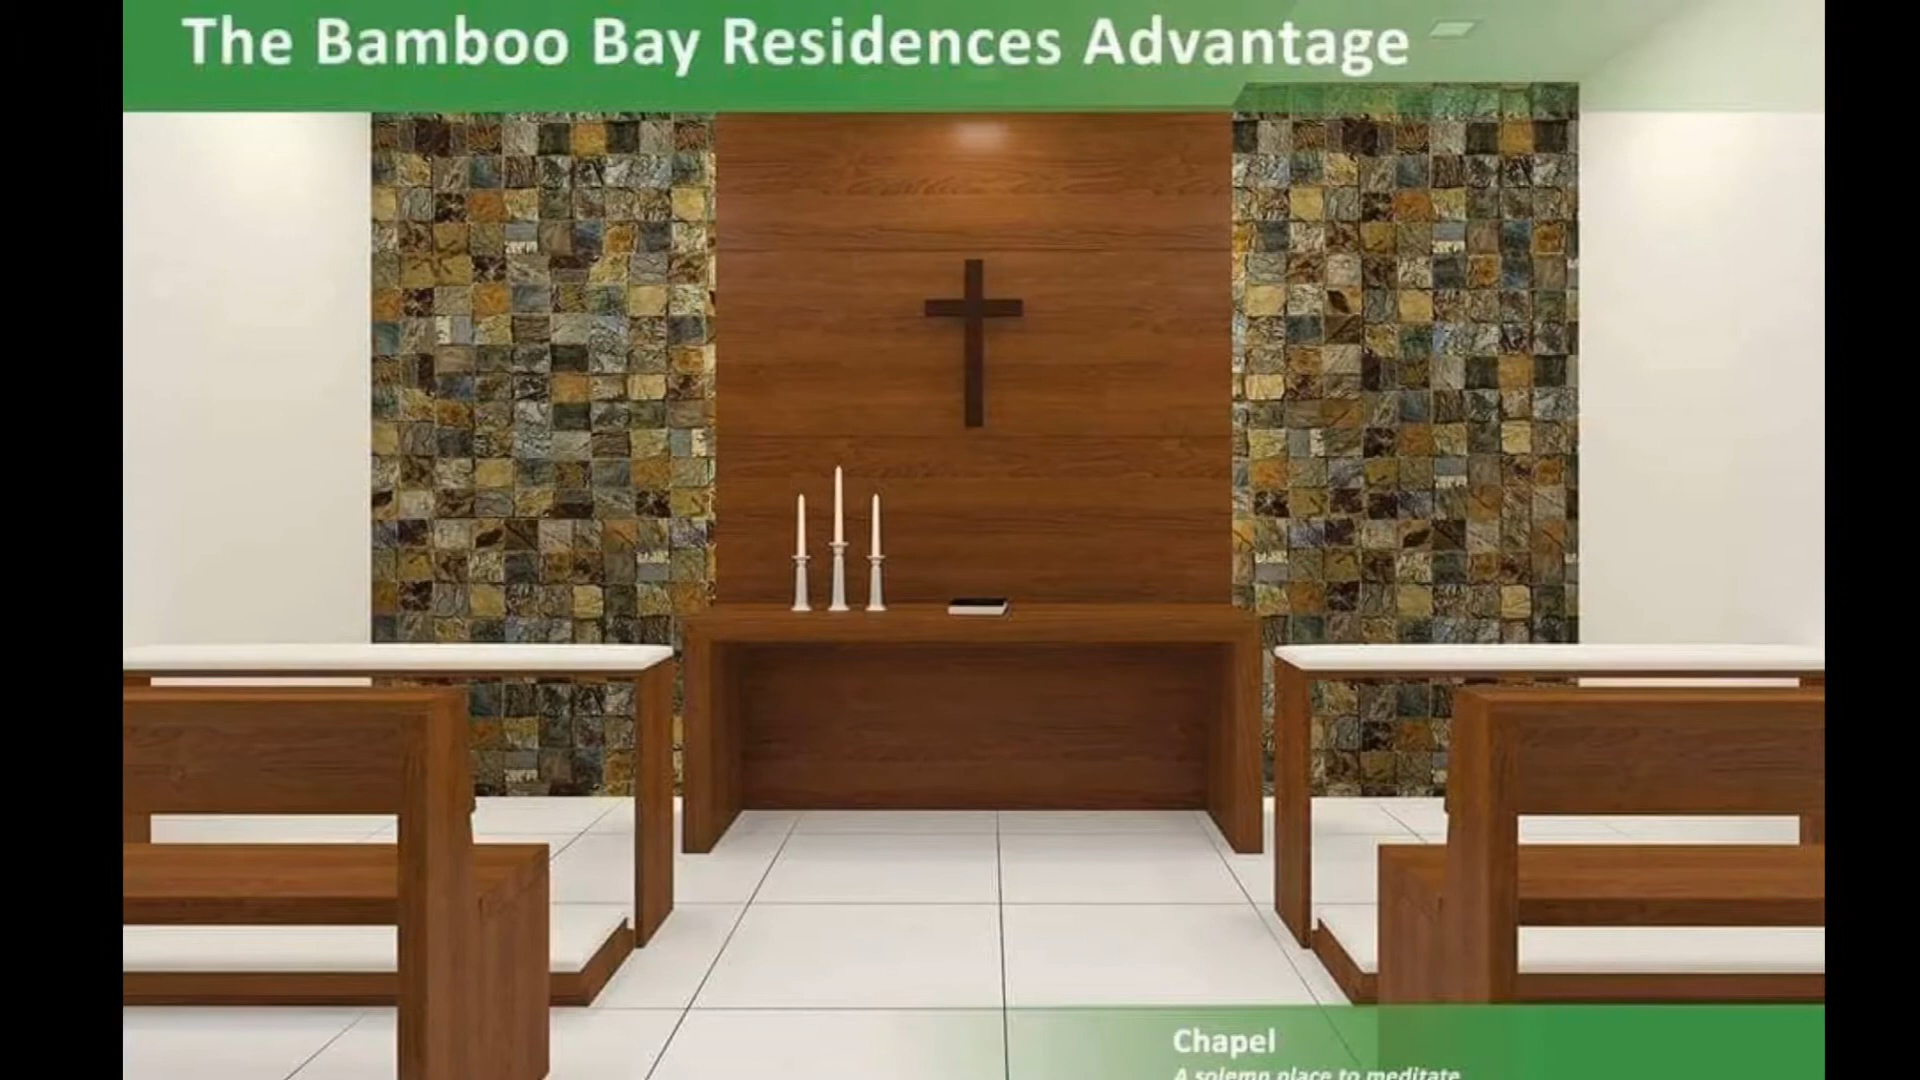 The Bamboo Bay Residences Advantage
Chapel
A solemn place to meditate